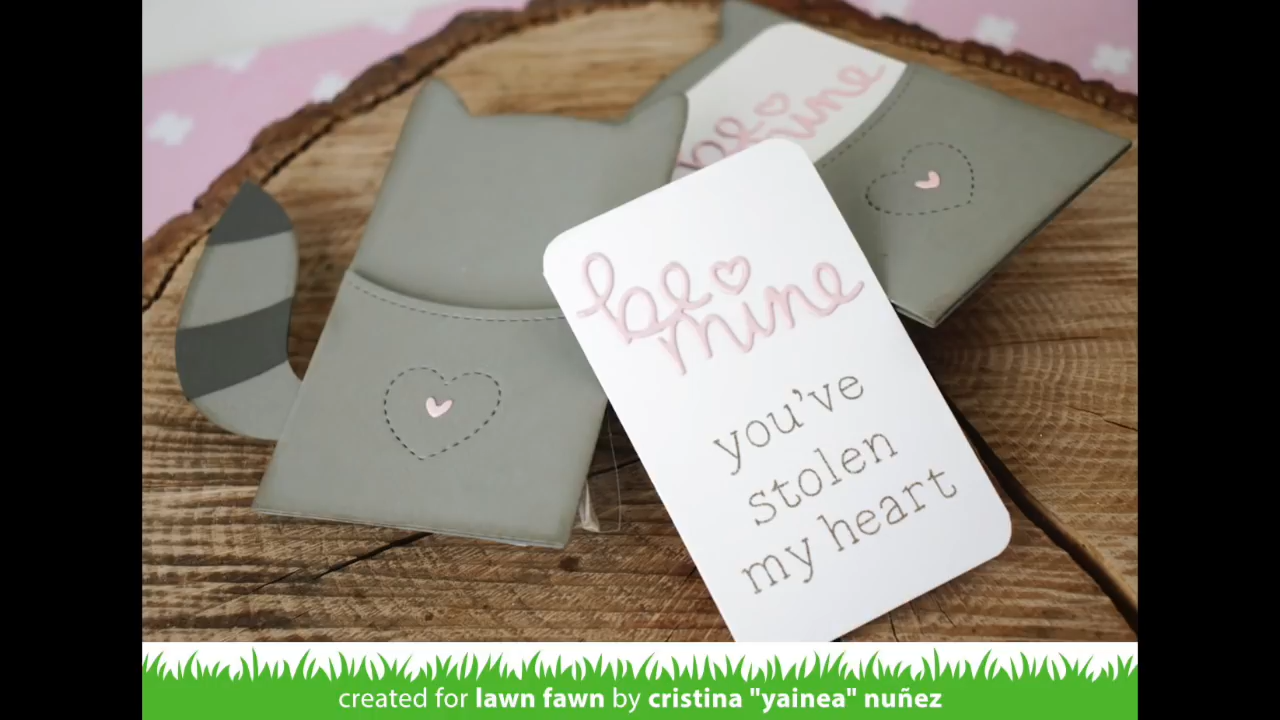 be
mine
be
mine
you've
stolen
my heart
created for lawn fawn by cristina "yainea" nuñez